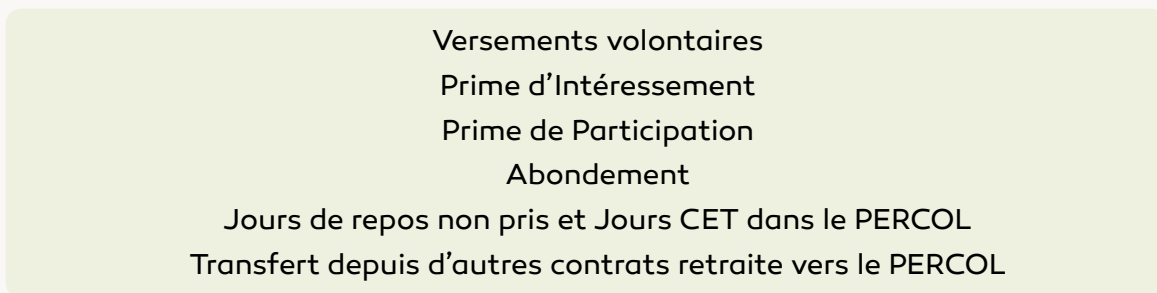 Versements volontaires
Prime d’Intéressement
Prime de Participation
Abondement
Jours de repos non pris et Jours CET dans le PERCOL
Transfert depuis d’autres contrats retraite vers le PERCOL